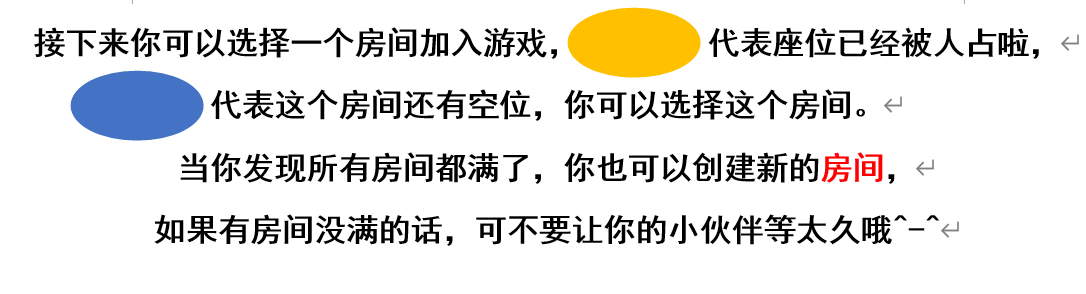 接下来你可以选择一个房间加入游戏， 代表座位已经被人占啦，
代表这个房间还有空位，你可以选择这个房间。
当你发现所有房间都满了，你也可以创建新的房间，
如果有房间没满的话，可不要让你的小伙伴等太久哦^-^